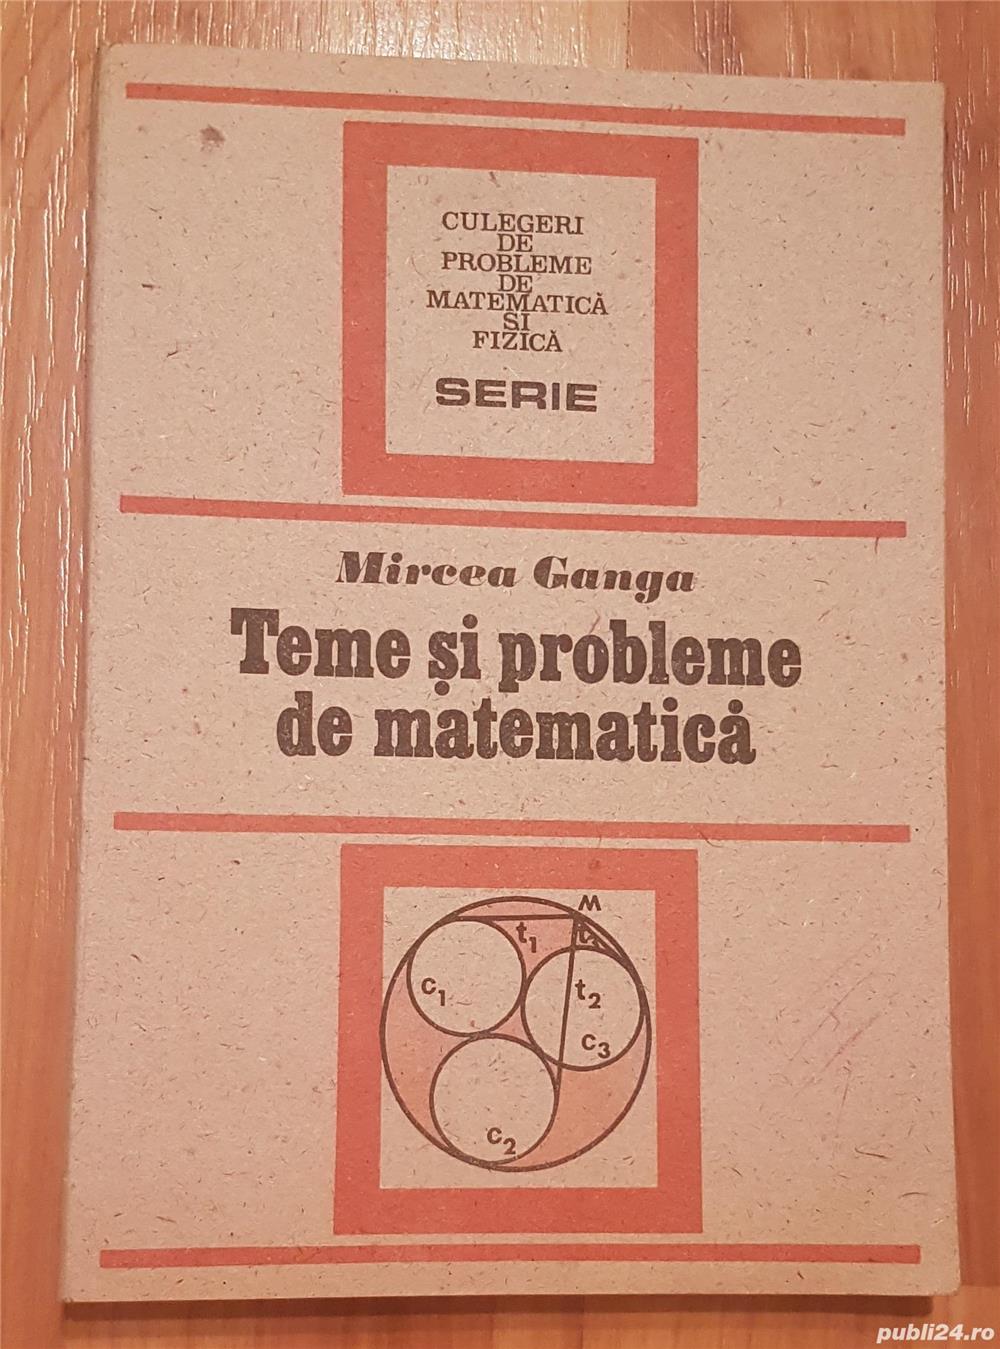 CULEGERI
DE
PROBLEME
DE
MATEMATICĂ
ȘI
FIZICĂ
SERIE
Mircea Ganga
Teme și probleme
de matematică
M
t1
t2
C1
C3
C2
publi24.ro